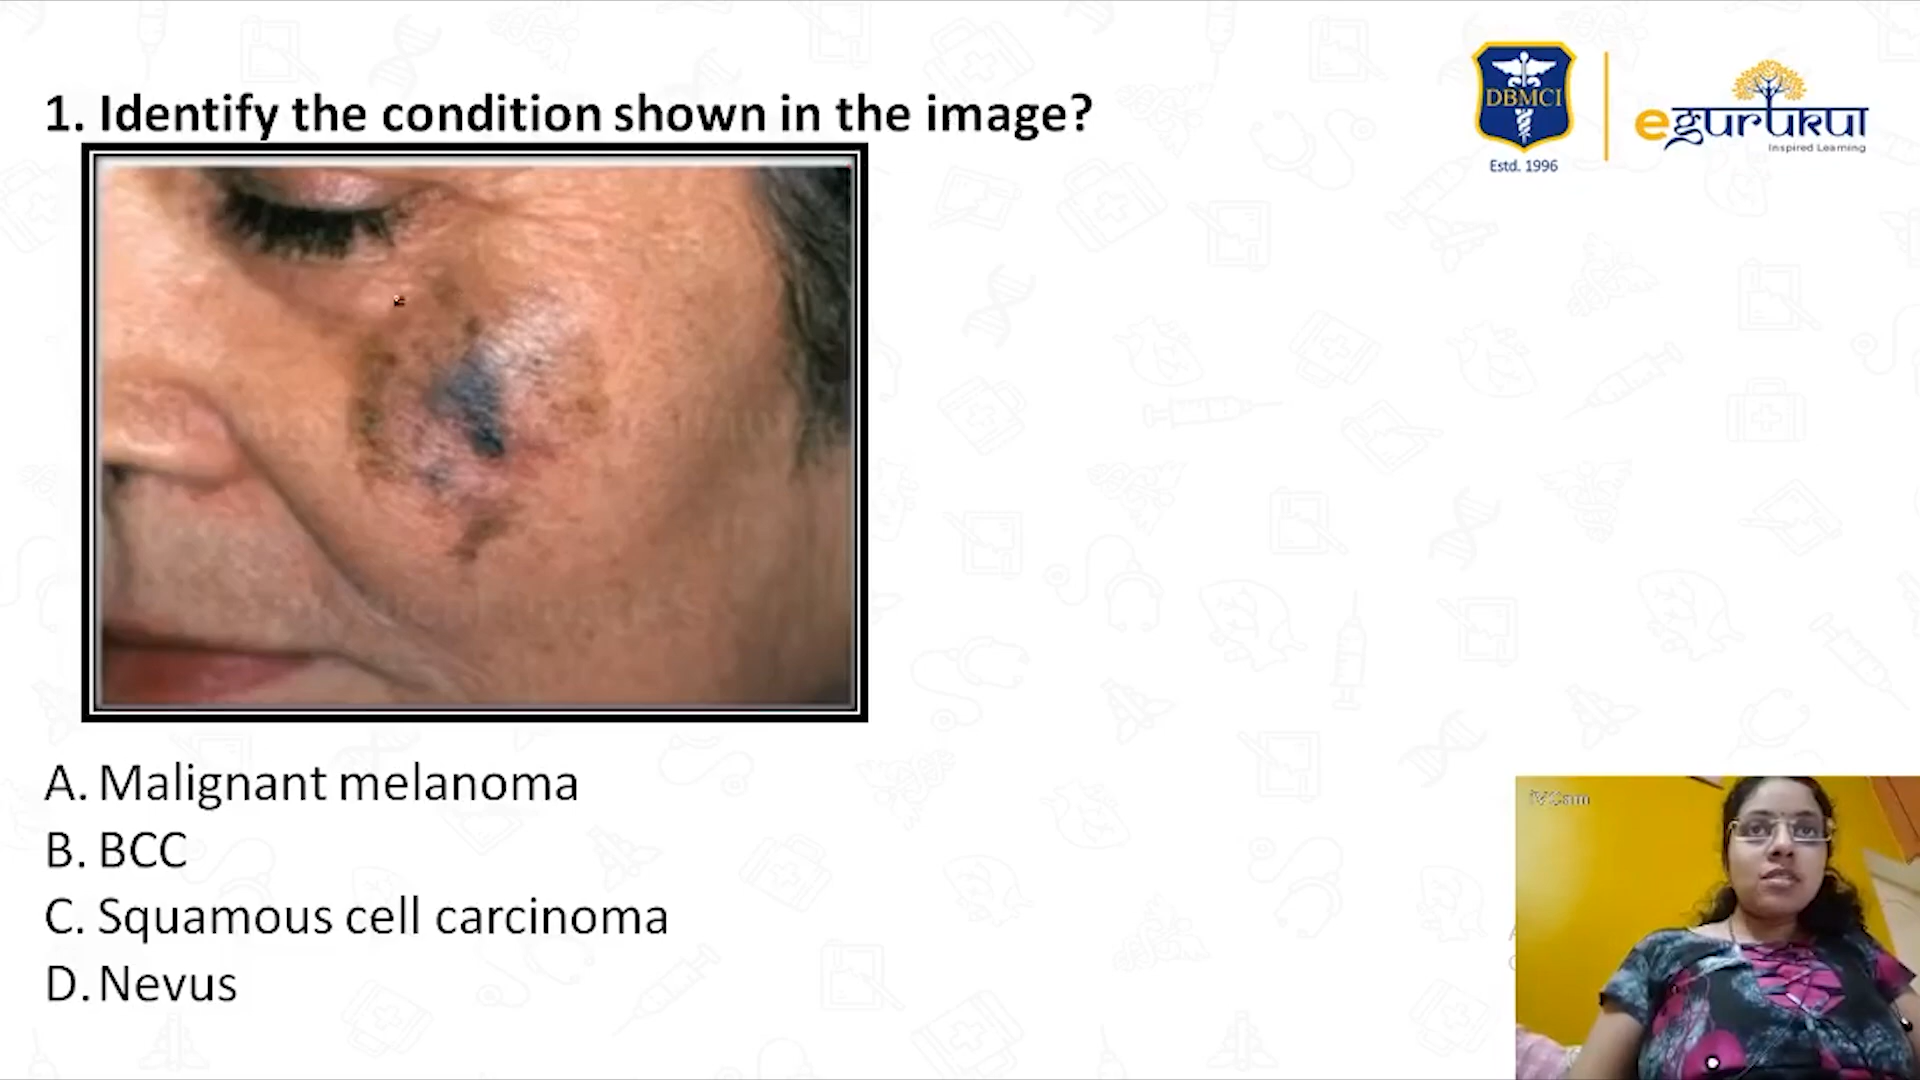 1. Identify the condition shown in the image?
DBMCI
Estd. 1996
egurukul
Inspired Learning
A. Malignant melanoma
B. BCC
C. Squamous cell carcinoma
D. Nevus
iVCam